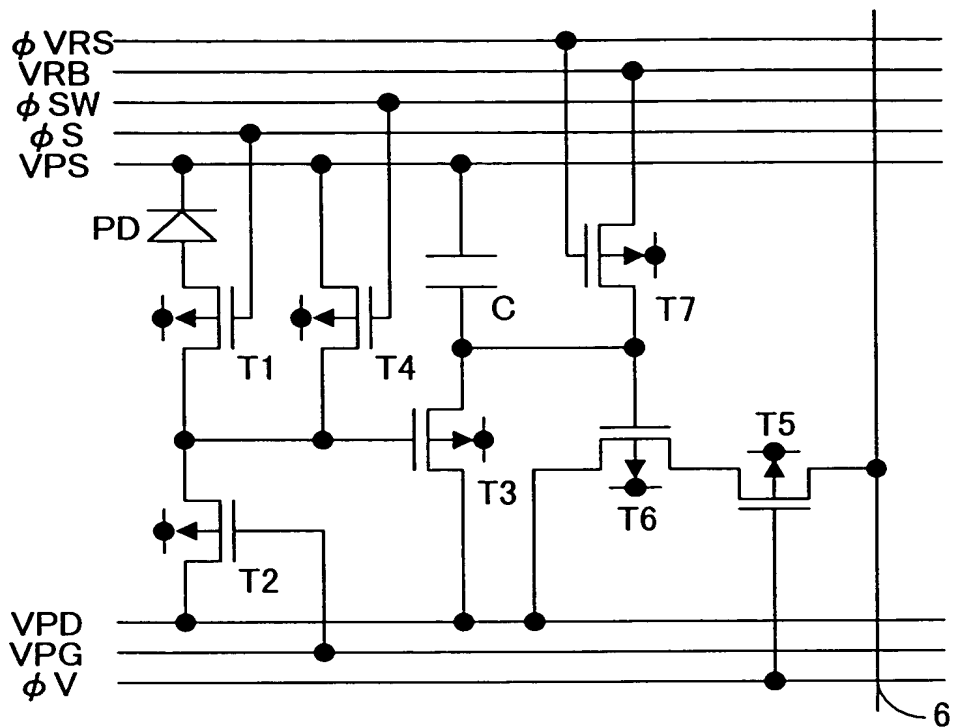 φVRS
VRB
φSW
φS
VPS
PD
T1
T4
C
T7
T3
T5
T6
T2
VPD
VPG
φV
6